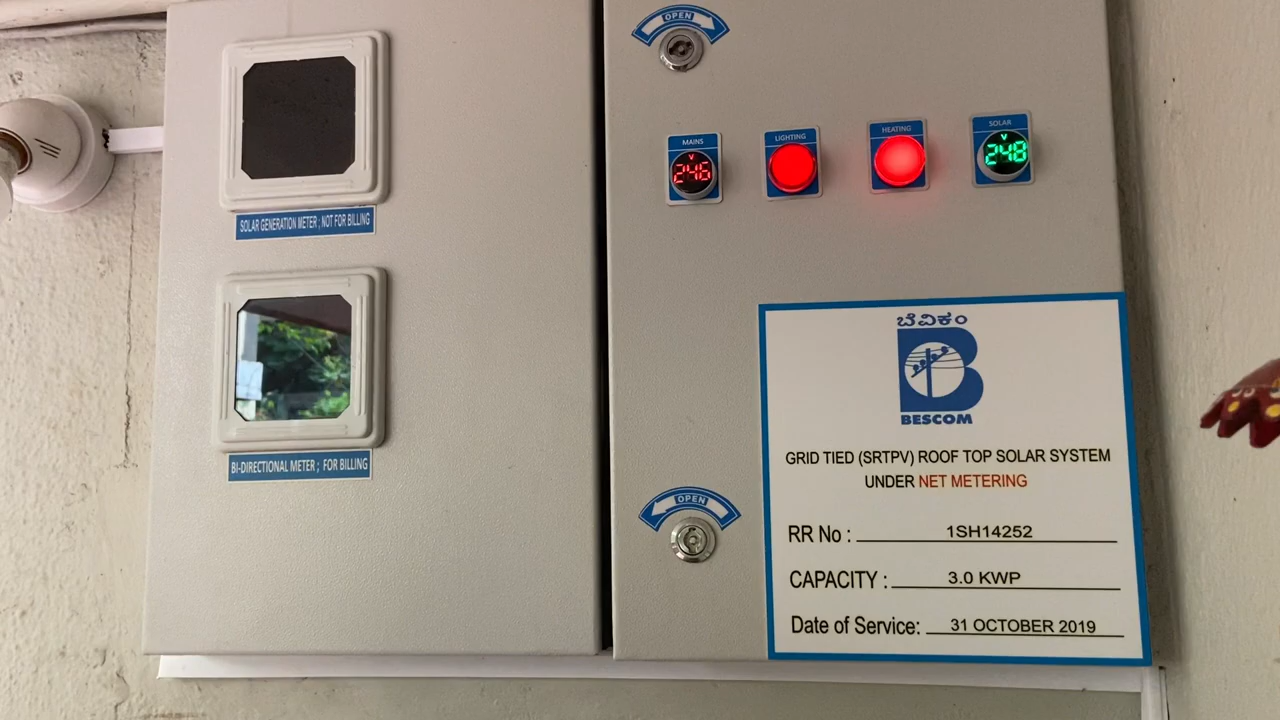 SOLAR GENERATION METER ; NOT FOR BILLING
BI-DIRECTIONAL METER ; FOR BILLING
OPEN
MAINS
V
246
LIGHTING
HEATING
SOLAR
V
248
OPEN
ಬೆವಿಕಂ
BESCOM
GRID TIED (SRTPV) ROOF TOP SOLAR SYSTEM
UNDER NET METERING
RR No : 1SH14252
CAPACITY : 3.0 KWP
Date of Service: 31 OCTOBER 2019